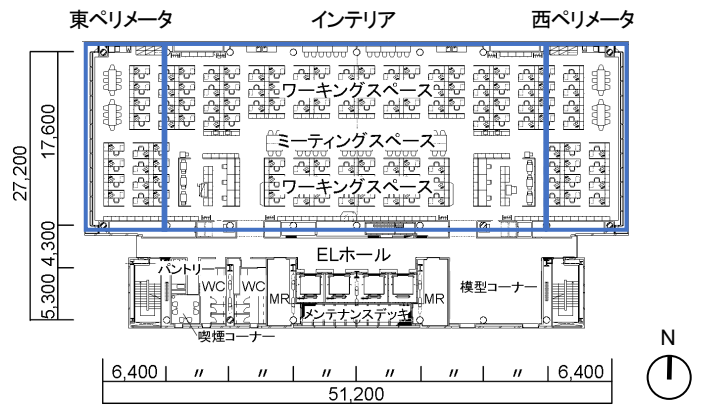 東ペリメータ インテリア 西ペリメータ
ワーキングスペース
ミーティングスペース
ワーキングスペース
27,200
17,600
4,300
5,300
ELホール
パントリー
WC WC MR MR
模型コーナー
メンテナンスデッキ
喫煙コーナー
N
6,400 〃 〃 〃 〃 〃 〃 6,400
51,200